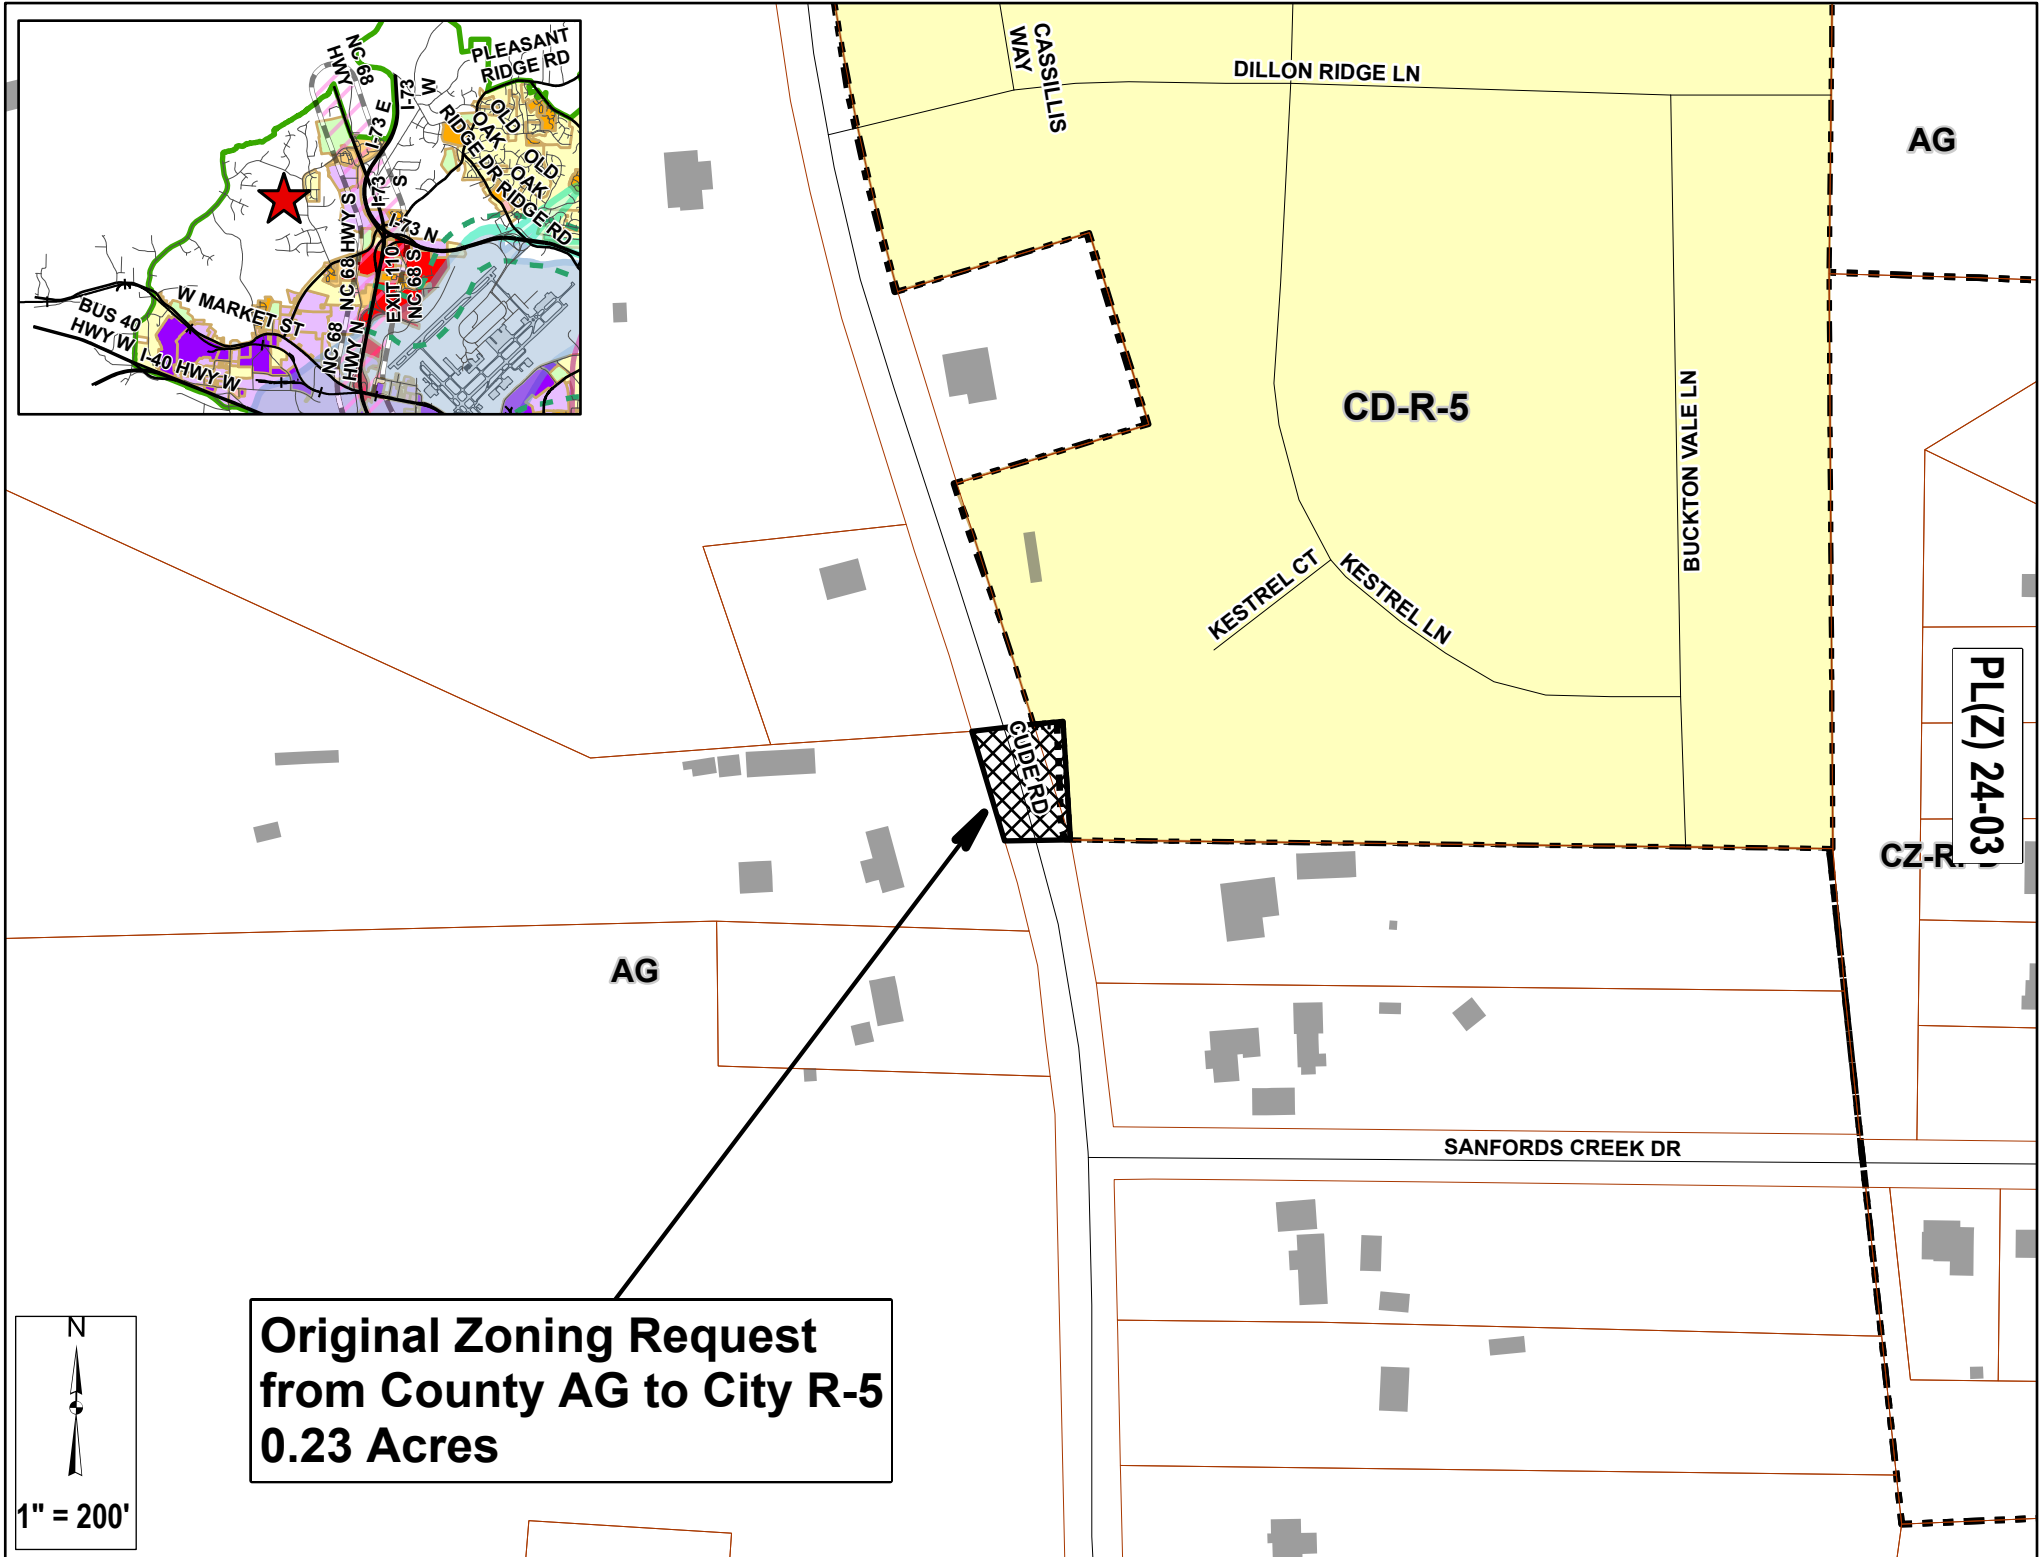 NC 68
HWY
PLEASANT
RIDGE RD
I-73 E
I-73
W
OLD
OAK
RIDGE DR
OLD
OAK
RIDGE RD
I-73
S
I-73 N
NC 68 HWY S
EXIT 110
NC 68 S
W MARKET ST
BUS 40
HWY W
I-40 HWY W
NC 68
HWY N
CASSILLIS
WAY
DILLON RIDGE LN
AG
CD-R-5
BUCKTON VALE LN
KESTREL CT
KESTREL LN
PL(Z) 24-03
CUDE RD
AG
SANFORDS CREEK DR
Original Zoning Request
from County AG to City R-5
0.23 Acres
N
1" = 200'